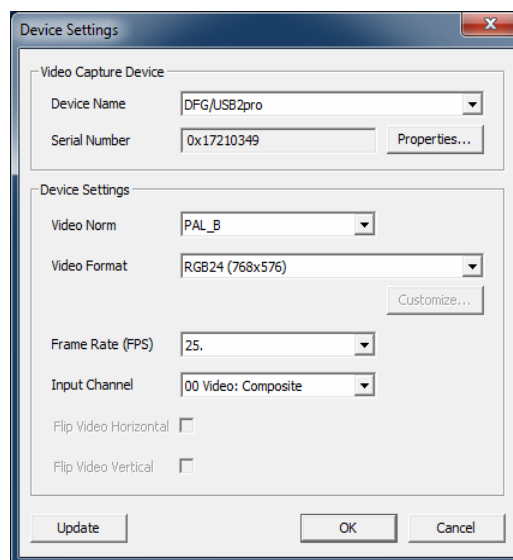 Device Settings
Video Capture Device
Device Name DFG/USB2pro
Serial Number 0x17210349 Properties...
Device Settings
Video Norm PAL_B
Video Format RGB24 (768x576)
Customize...
Frame Rate (FPS) 25.
Input Channel 00 Video: Composite
Flip Video Horizontal
Flip Video Vertical
Update OK Cancel